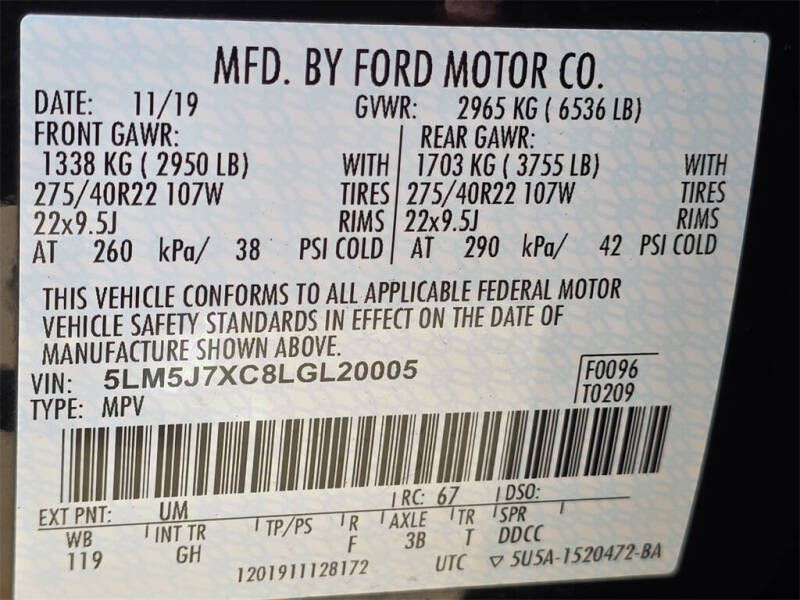 MFD. BY FORD MOTOR CO.
DATE: 11/19 GVWR: 2965 KG ( 6536 LB)
FRONT GAWR: REAR GAWR:
1338 KG ( 2950 LB) WITH 1703 KG ( 3755 LB) WITH
275/40R22 107W TIRES 275/40R22 107W TIRES
22x9.5J RIMS 22x9.5J RIMS
AT 260 kPa/ 38 PSI COLD AT 290 kPa/ 42 PSI COLD
THIS VEHICLE CONFORMS TO ALL APPLICABLE FEDERAL MOTOR
VEHICLE SAFETY STANDARDS IN EFFECT ON THE DATE OF
MANUFACTURE SHOWN ABOVE.
VIN: 5LM5J7XC8LGL20005 F0096
TYPE: MPV T0209
EXT PNT: UM RC: 67 DSO:
WB INT TR TP/PS R AXLE TR SPR
119 GH F 3B T DDCC
1201911128172 UTC ▽ 5U5A-1520472-BA